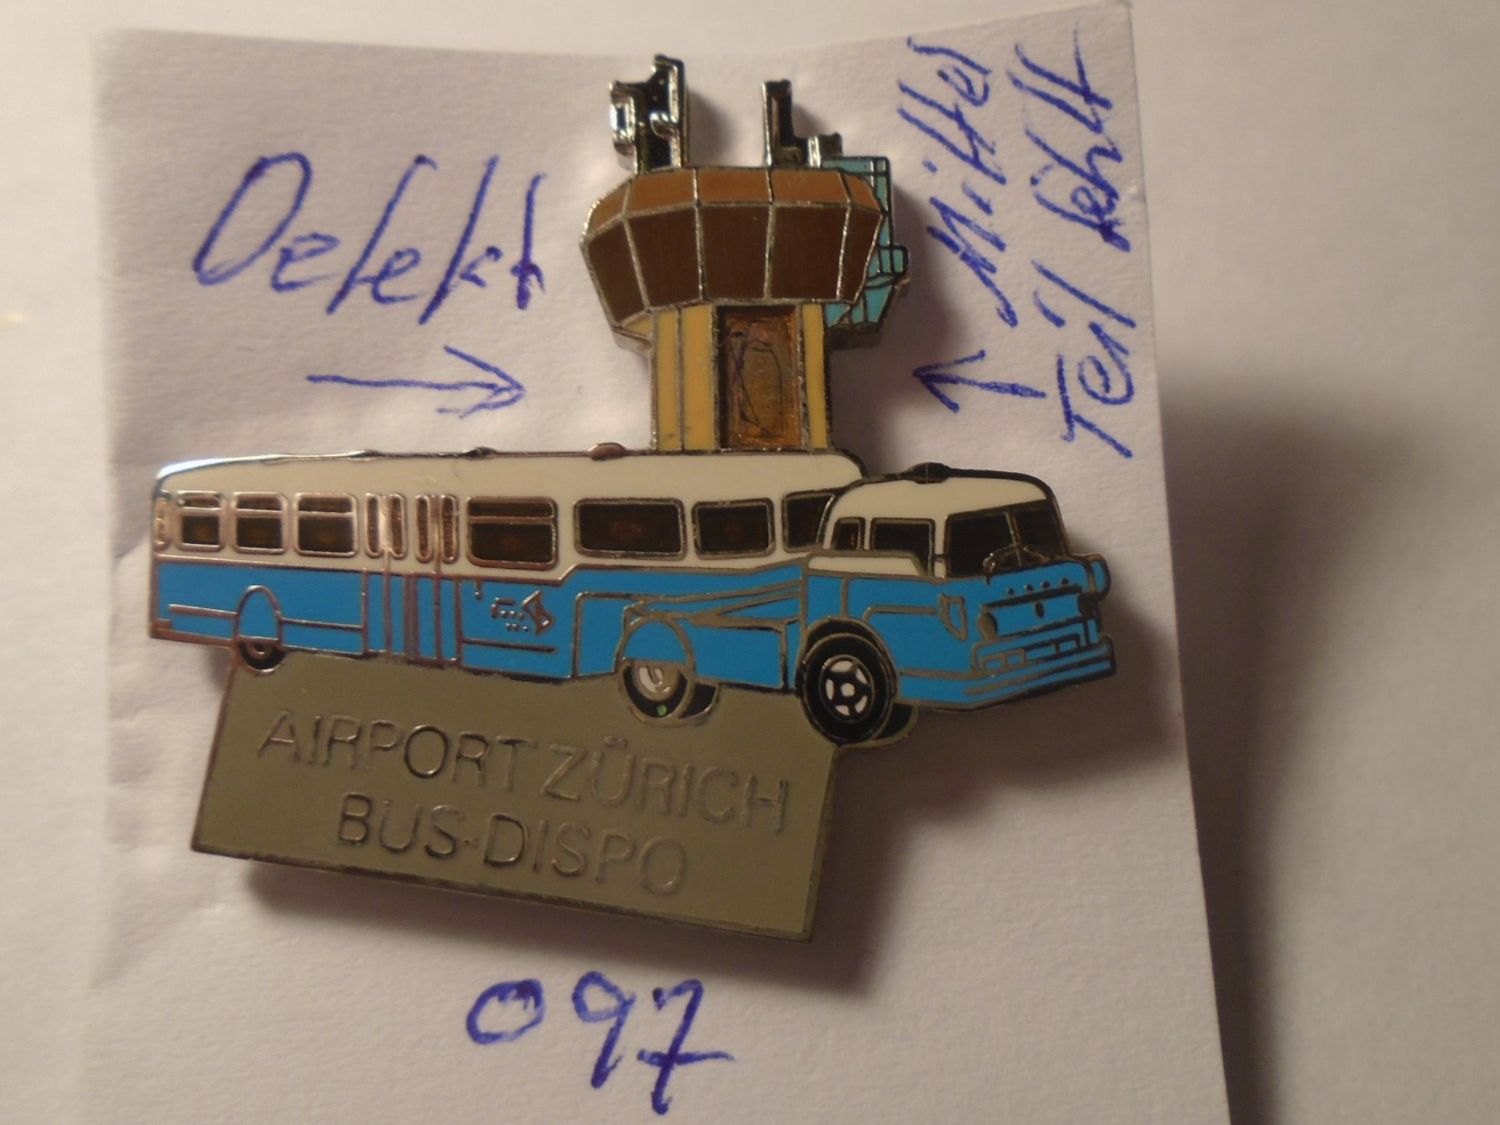 Defekt
Mittel
Teil fehlt
AIRPORT ZÜRICH
BUS-DISPO
097